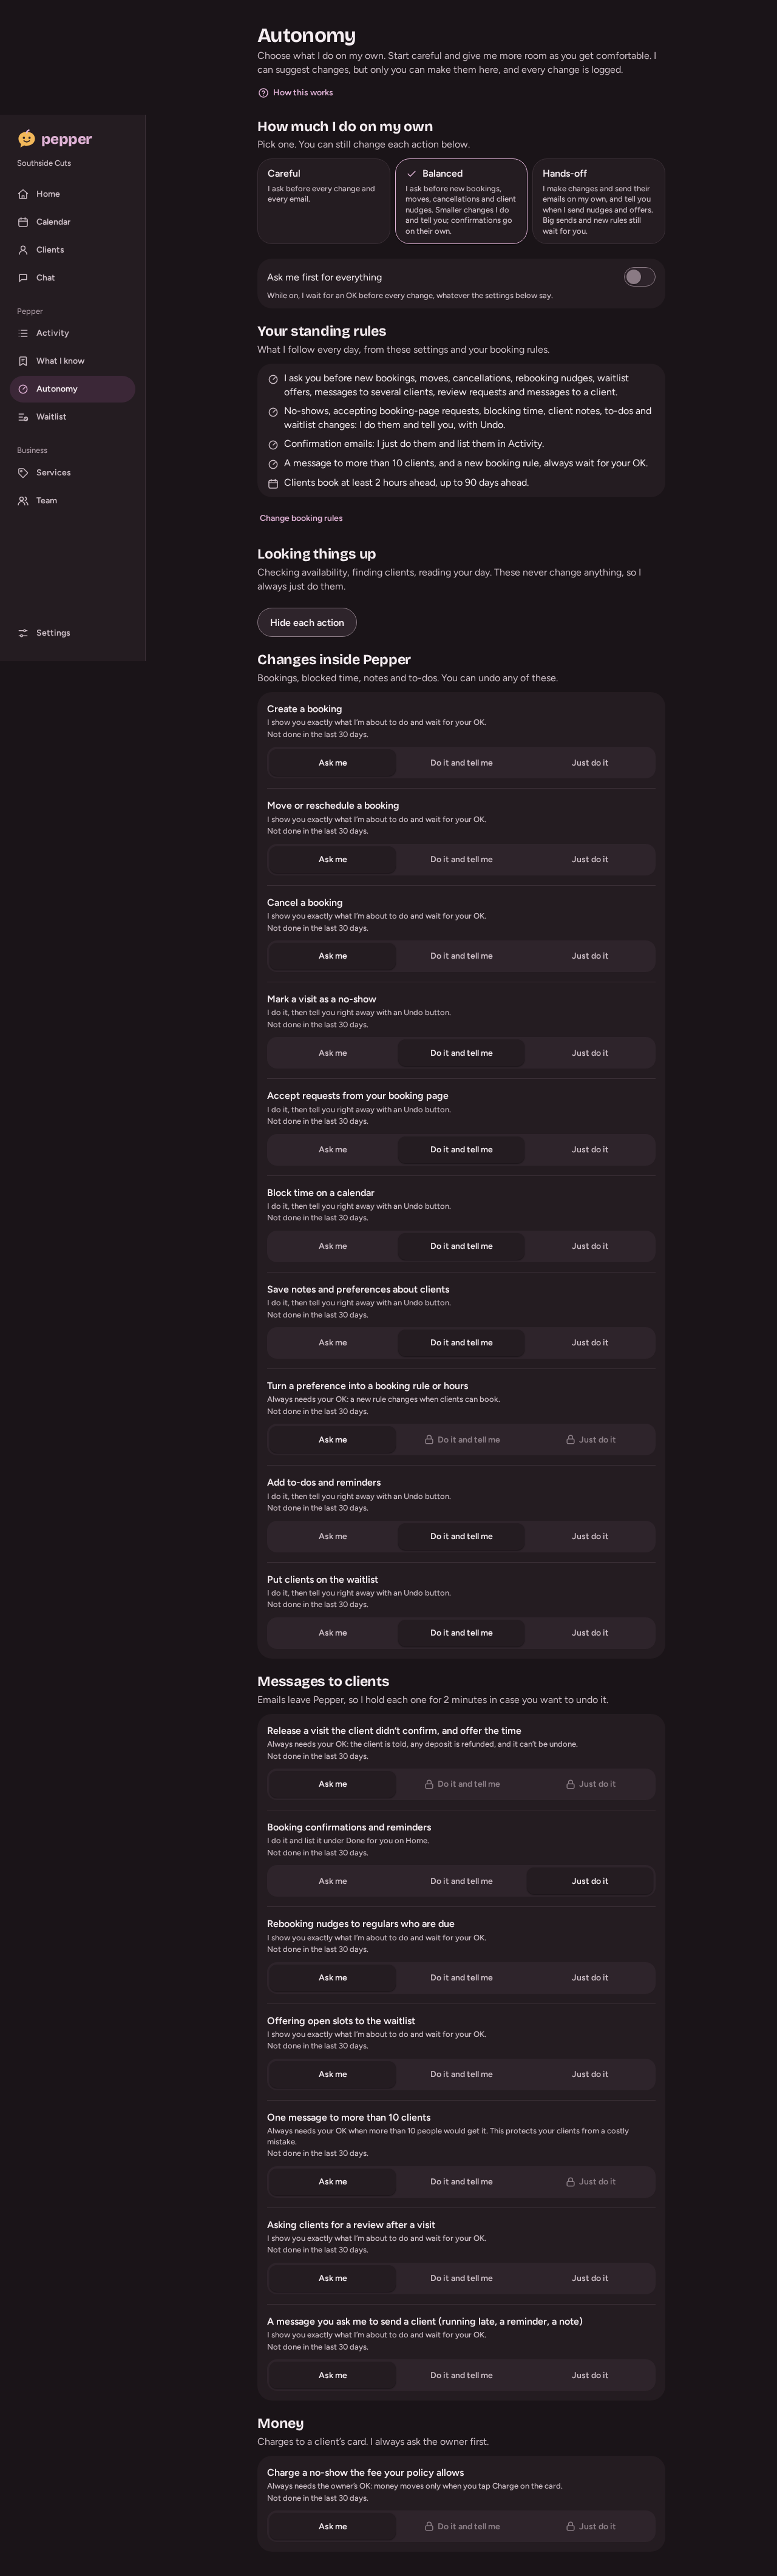 Autonomy
Choose what I do on my own. Start careful and give me more room as you get comfortable. I
can suggest changes, but only you can make them here, and every change is logged.
How this works
pepper
Southside Cuts
Home
Calendar
Clients
Chat
Pepper
Activity
What I know
Autonomy
Waitlist
Business
Services
Team
Settings
How much I do on my own
Pick one. You can still change each action below.
Careful
I ask before every change and
every email.
Balanced
I ask before new bookings,
moves, cancellations and client
nudges. Smaller changes I do
and tell you; confirmations go
on their own.
Hands-off
I make changes and send their
emails on my own, and tell you
when I send nudges and offers.
Big sends and new rules still
wait for you.
Ask me first for everything
While on, I wait for an OK before every change, whatever the settings below say.
Your standing rules
What I follow every day, from these settings and your booking rules.
I ask you before new bookings, moves, cancellations, rebooking nudges, waitlist
offers, messages to several clients, review requests and messages to a client.
No-shows, accepting booking-page requests, blocking time, client notes, to-dos and
waitlist changes: I do them and tell you, with Undo.
Confirmation emails: I just do them and list them in Activity.
A message to more than 10 clients, and a new booking rule, always wait for your OK.
Clients book at least 2 hours ahead, up to 90 days ahead.
Change booking rules
Looking things up
Checking availability, finding clients, reading your day. These never change anything, so I
always just do them.
Hide each action
Changes inside Pepper
Bookings, blocked time, notes and to-dos. You can undo any of these.
Create a booking
I show you exactly what I'm about to do and wait for your OK.
Not done in the last 30 days.
Ask me Do it and tell me Just do it
Move or reschedule a booking
I show you exactly what I'm about to do and wait for your OK.
Not done in the last 30 days.
Ask me Do it and tell me Just do it
Cancel a booking
I show you exactly what I'm about to do and wait for your OK.
Not done in the last 30 days.
Ask me Do it and tell me Just do it
Mark a visit as a no-show
I do it, then tell you right away with an Undo button.
Not done in the last 30 days.
Ask me Do it and tell me Just do it
Accept requests from your booking page
I do it, then tell you right away with an Undo button.
Not done in the last 30 days.
Ask me Do it and tell me Just do it
Block time on a calendar
I do it, then tell you right away with an Undo button.
Not done in the last 30 days.
Ask me Do it and tell me Just do it
Save notes and preferences about clients
I do it, then tell you right away with an Undo button.
Not done in the last 30 days.
Ask me Do it and tell me Just do it
Turn a preference into a booking rule or hours
Always needs your OK: a new rule changes when clients can book.
Not done in the last 30 days.
Ask me Do it and tell me Just do it
Add to-dos and reminders
I do it, then tell you right away with an Undo button.
Not done in the last 30 days.
Ask me Do it and tell me Just do it
Put clients on the waitlist
I do it, then tell you right away with an Undo button.
Not done in the last 30 days.
Ask me Do it and tell me Just do it
Messages to clients
Emails leave Pepper, so I hold each one for 2 minutes in case you want to undo it.
Release a visit the client didn't confirm, and offer the time
Always needs your OK: the client is told, any deposit is refunded, and it can't be undone.
Not done in the last 30 days.
Ask me Do it and tell me Just do it
Booking confirmations and reminders
I do it and list it under Done for you on Home.
Not done in the last 30 days.
Ask me Do it and tell me Just do it
Rebooking nudges to regulars who are due
I show you exactly what I'm about to do and wait for your OK.
Not done in the last 30 days.
Ask me Do it and tell me Just do it
Offering open slots to the waitlist
I show you exactly what I'm about to do and wait for your OK.
Not done in the last 30 days.
Ask me Do it and tell me Just do it
One message to more than 10 clients
Always needs your OK when more than 10 people would get it. This protects your clients from a costly
mistake.
Not done in the last 30 days.
Ask me Do it and tell me Just do it
Asking clients for a review after a visit
I show you exactly what I'm about to do and wait for your OK.
Not done in the last 30 days.
Ask me Do it and tell me Just do it
A message you ask me to send a client (running late, a reminder, a note)
I show you exactly what I'm about to do and wait for your OK.
Not done in the last 30 days.
Ask me Do it and tell me Just do it
Money
Charges to a client's card. I always ask the owner first.
Charge a no-show the fee your policy allows
Always needs the owner's OK: money moves only when you tap Charge on the card.
Not done in the last 30 days.
Ask me Do it and tell me Just do it